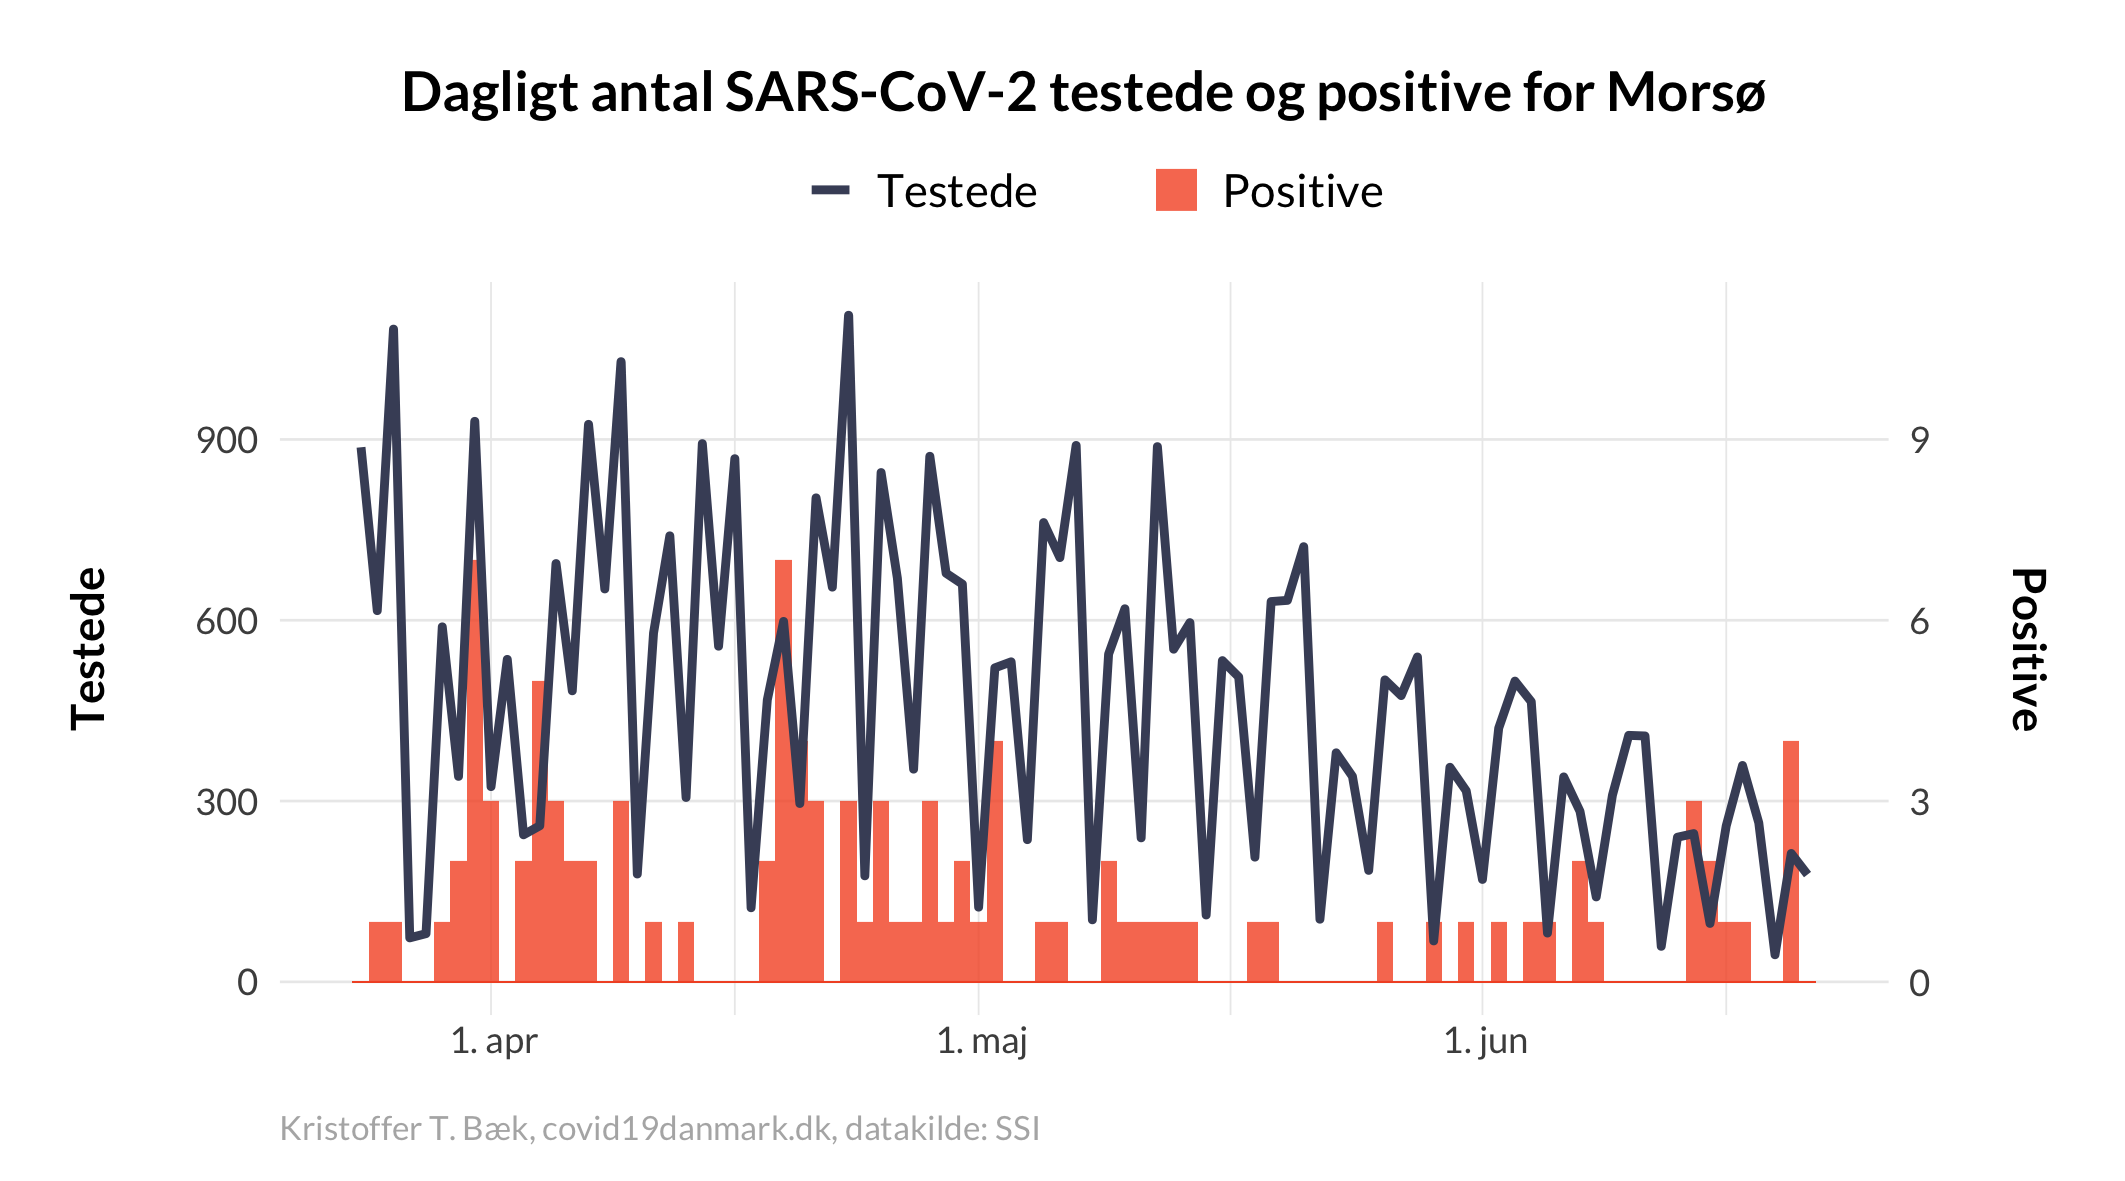 Dagligt antal SARS-CoV-2 testede og positive for Morsø
Testede Positive
900 9
600 6
300 3
0 0
Testede
Positive
1. apr 1. maj 1. jun
Kristoffer T. Bæk, covid19danmark.dk, datakilde: SSI